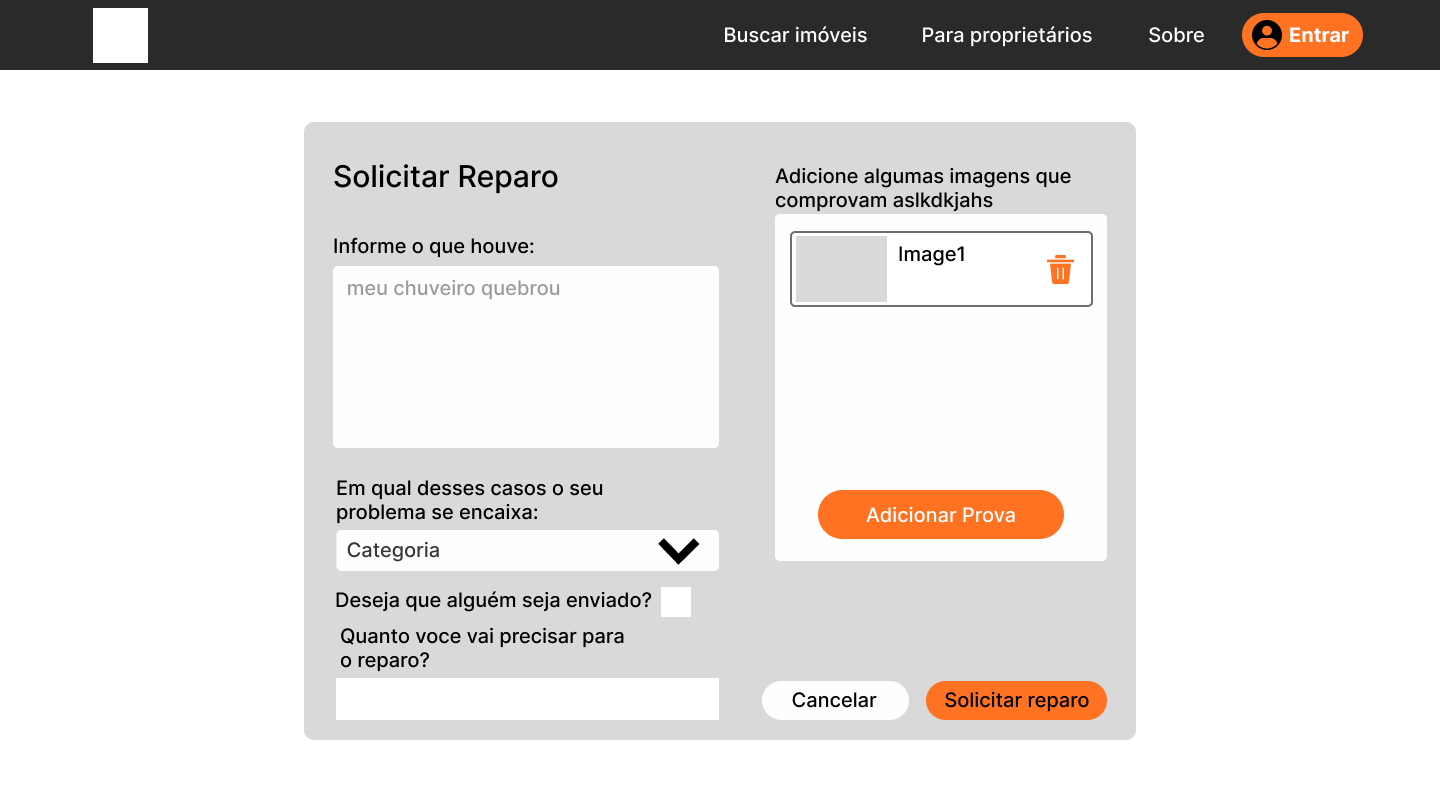 Buscar imóveis
Para proprietários
Sobre
Entrar
Solicitar Reparo
Informe o que houve:
meu chuveiro quebrou
Em qual desses casos o seu
problema se encaixa:
Categoria
Deseja que alguém seja enviado?
Quanto voce vai precisar para
o reparo?
Adicione algumas imagens que
comprovam aslkdkjahs
Image1
Adicionar Prova
Cancelar
Solicitar reparo